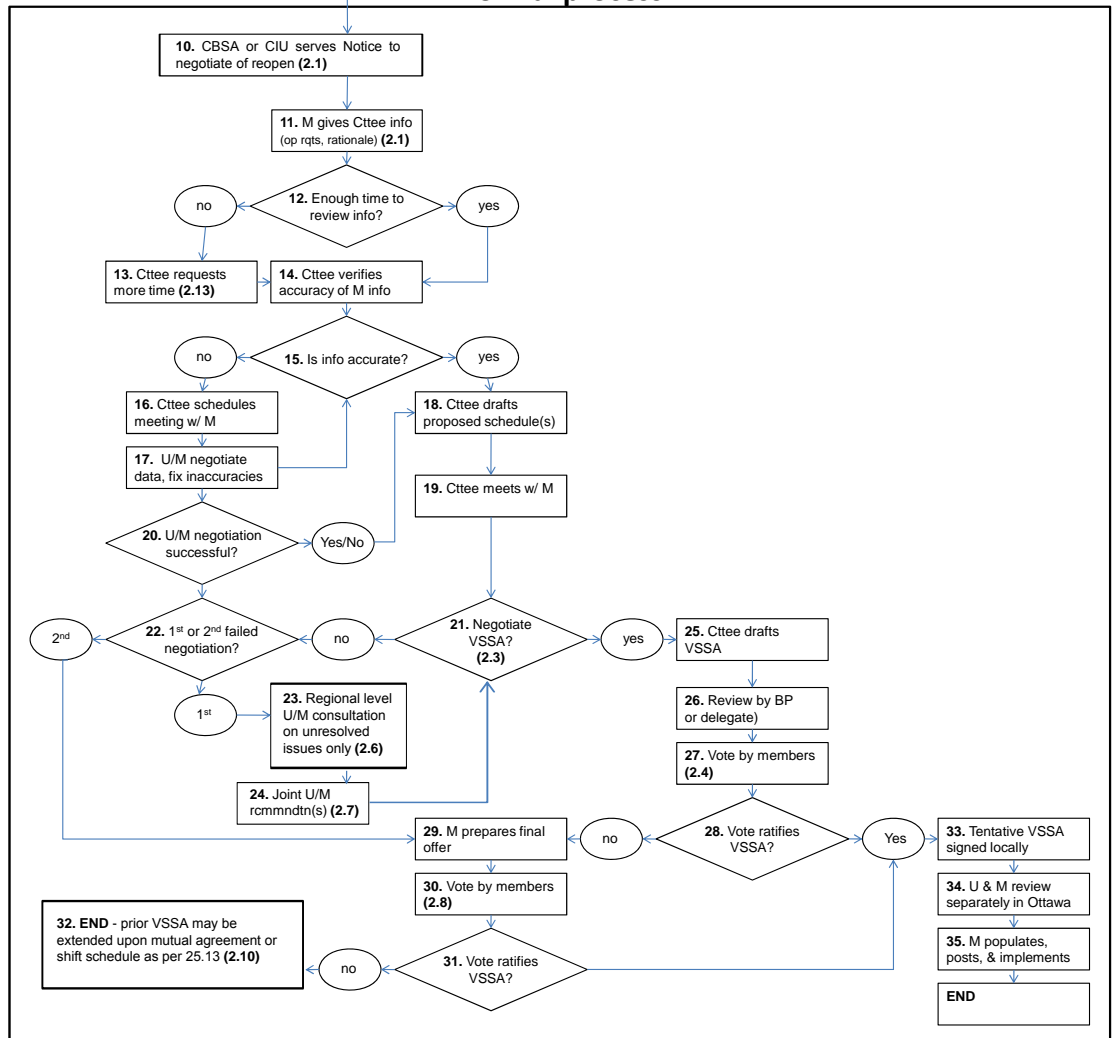 10. CBSA or CIU serves Notice to
negotiate of reopen (2.1)
11. M gives Cttee info
(op rqts, rationale) (2.1)
12. Enough time to
review info?
no
yes
13. Cttee requests
more time (2.13)
14. Cttee verifies
accuracy of M info
15. Is info accurate?
no
yes
16. Cttee schedules
meeting w/ M
18. Cttee drafts
proposed schedule(s)
17. U/M negotiate
data, fix inaccuracies
19. Cttee meets w/ M
20. U/M negotiation
successful?
Yes/No
2nd
22. 1st or 2nd failed
negotiation?
no
21. Negotiate
VSSA?
(2.3)
yes
25. Cttee drafts
VSSA
1st
23. Regional level
U/M consultation
on unresolved
issues only (2.6)
26. Review by BP
or delegate)
27. Vote by members
(2.4)
24. Joint U/M
rcmmndtn(s) (2.7)
29. M prepares final
offer
no
28. Vote ratifies
VSSA?
Yes
33. Tentative VSSA
signed locally
30. Vote by members
(2.8)
34. U & M review
separately in Ottawa
32. END - prior VSSA may be
extended upon mutual agreement or
shift schedule as per 25.13 (2.10)
no
31. Vote ratifies
VSSA?
35. M populates,
posts, & implements
END